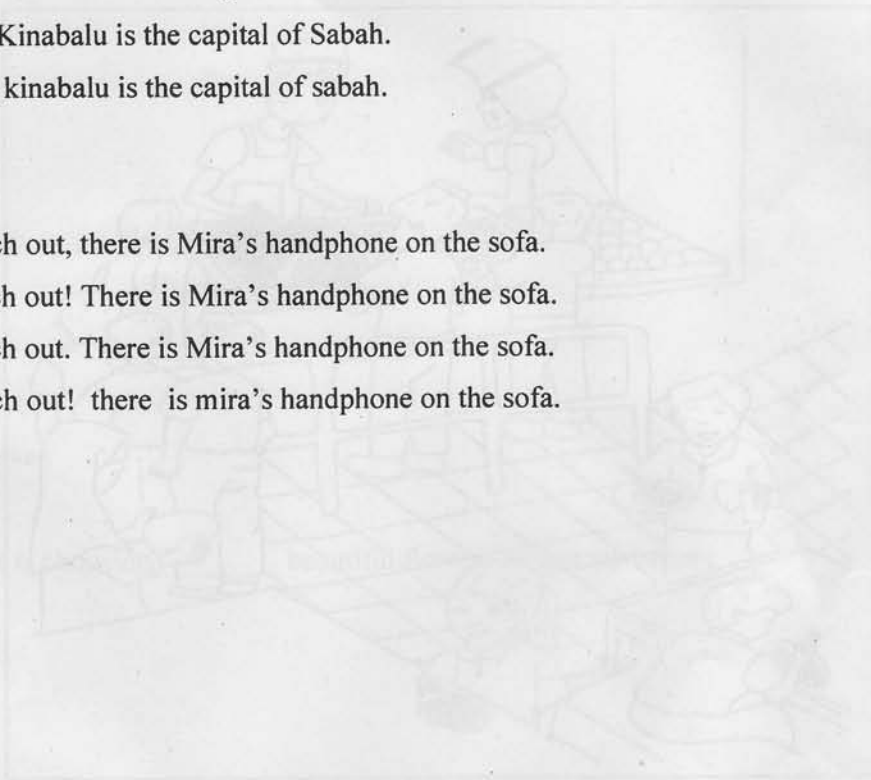 Kinabalu is the capital of Sabah.
kinabalu is the capital of sabah.
out, there is Mira's handphone on the sofa.
out! There is Mira's handphone on the sofa.
out. There is Mira's handphone on the sofa.
out! there is mira's handphone on the sofa.